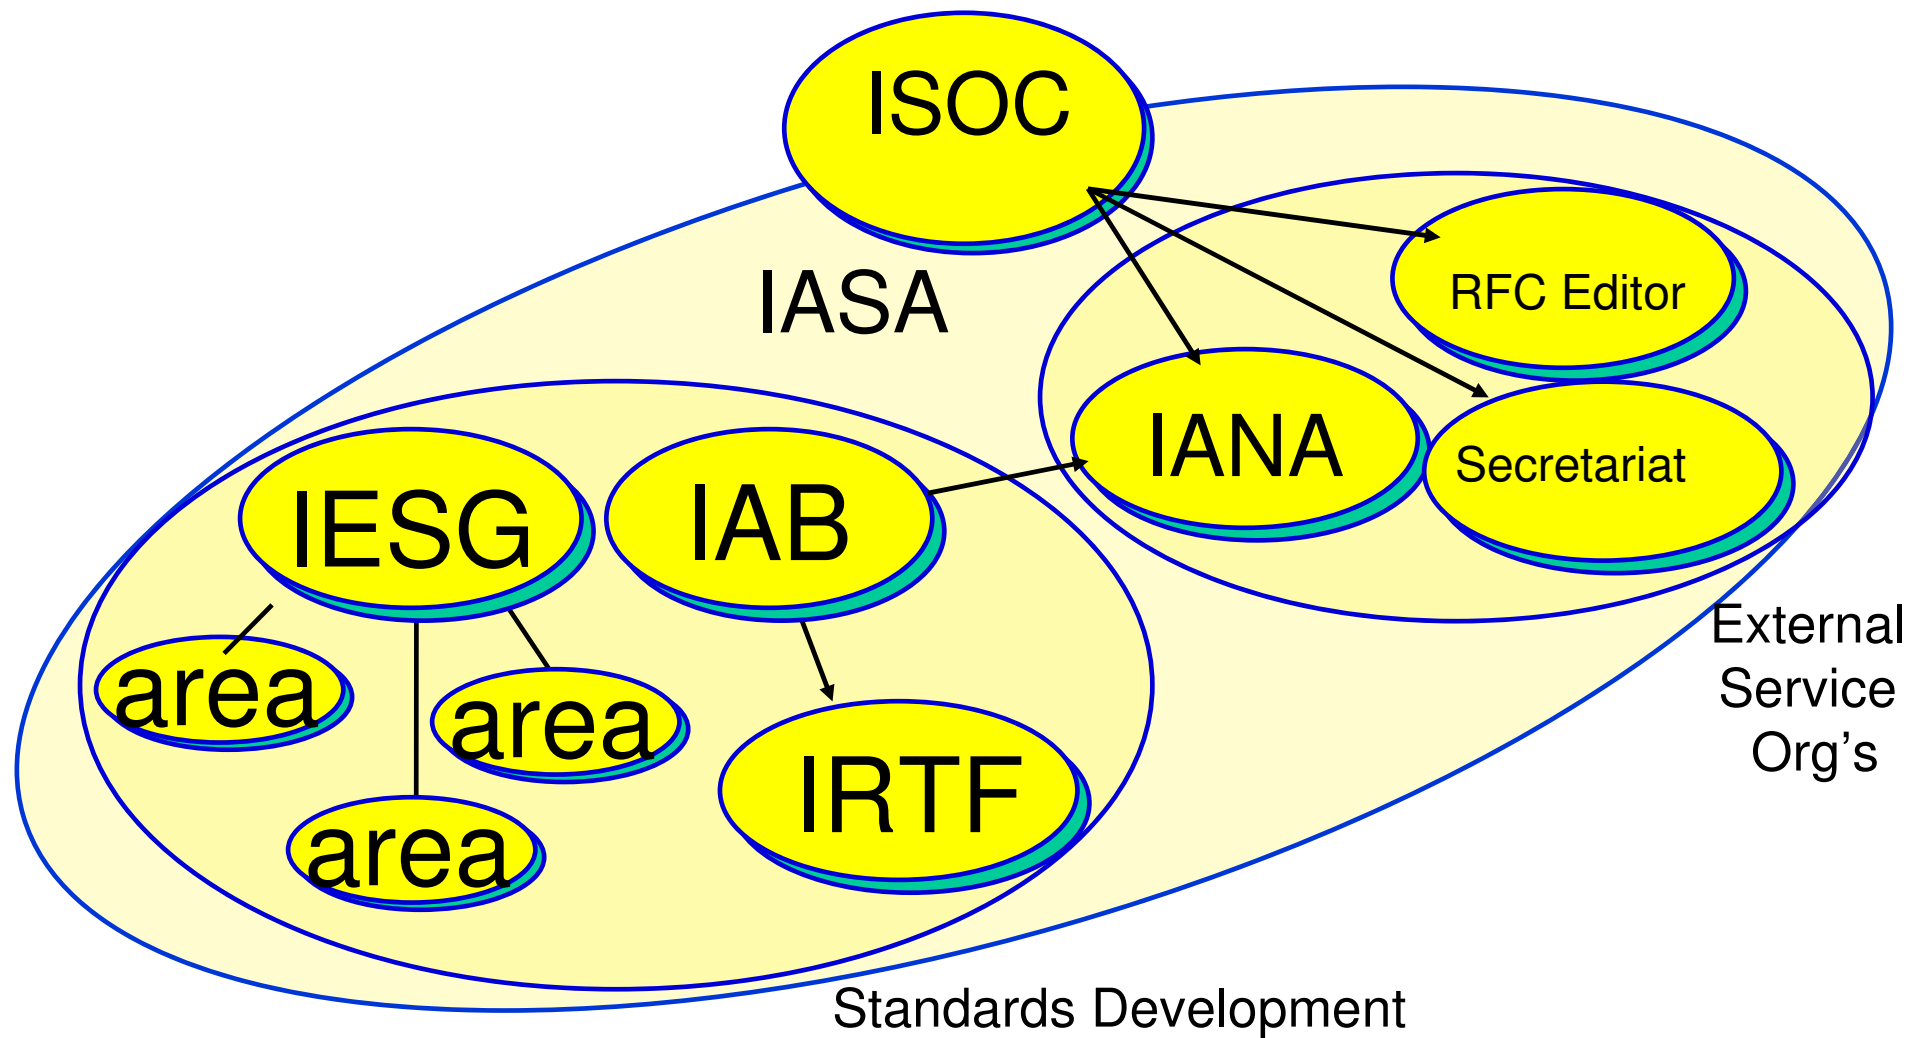 ISOC
IASA
RFC Editor
IANA
Secretariat
IESG
IAB
area
area
area
IRTF
External
Service
Org’s
Standards Development